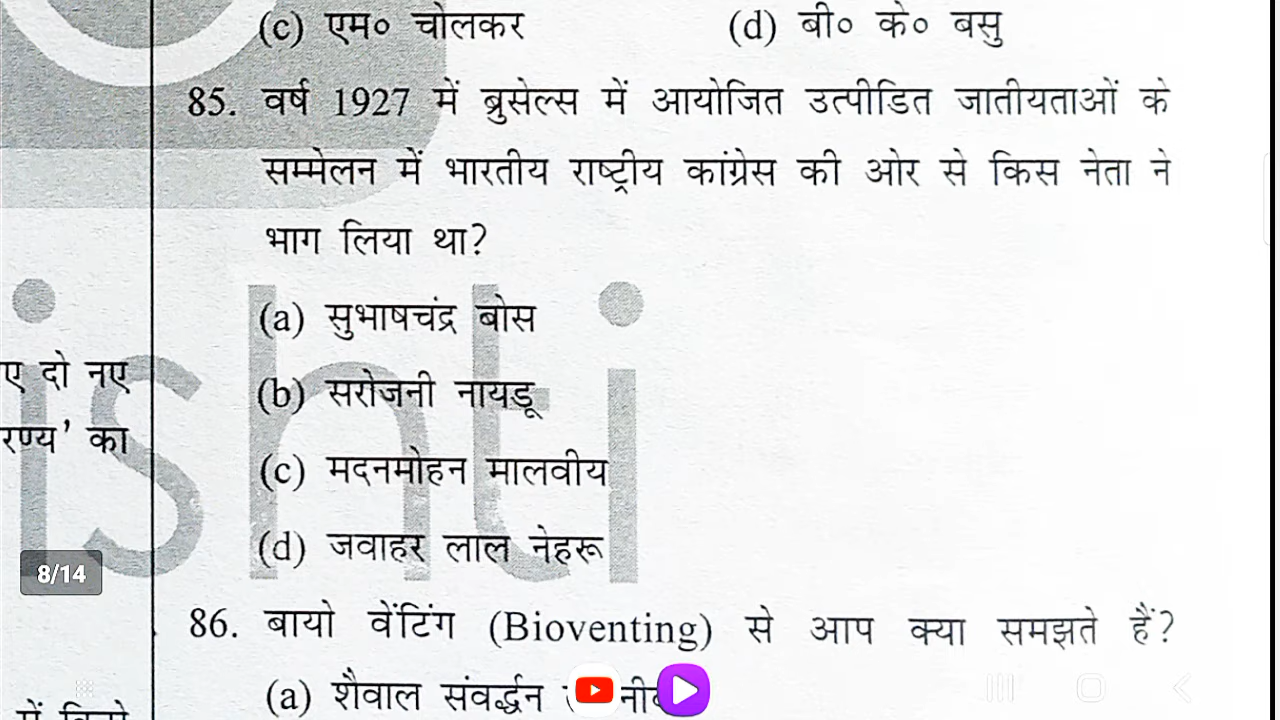 (c) एम० चोलकर (d) बी० के० बसु
85. वर्ष 1927 में ब्रुसेल्स में आयोजित उत्पीडित जातीयताओं के
सम्मेलन में भारतीय राष्ट्रीय कांग्रेस की ओर से किस नेता ने
भाग लिया था?
(a) सुभाषचंद्र बोस
(b) सरोजनी नायडू
(c) मदनमोहन मालवीय
(d) जवाहर लाल नेहरू
86. बायो वेंटिंग (Bioventing) से आप क्या समझते हैं?
(a) शैवाल संवर्द्धन
ए दो नए
रण्य’ का
8/14
ishti